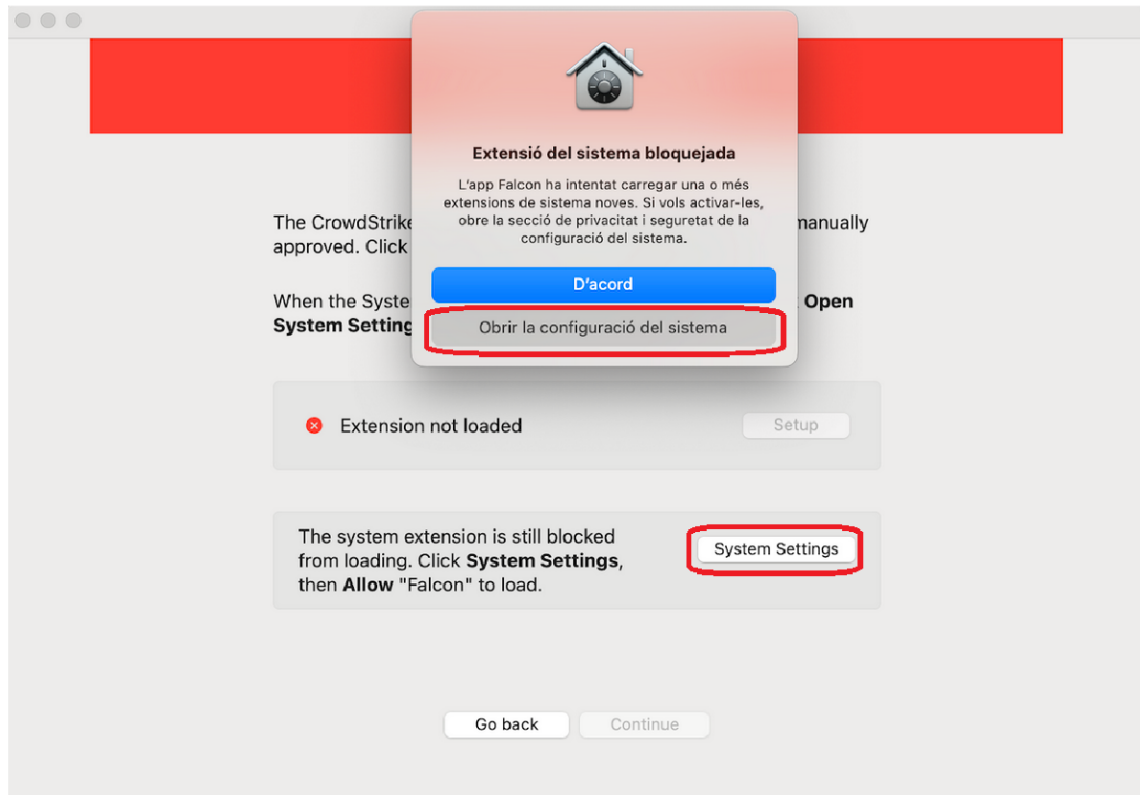 Extensió del sistema bloquejada
L'app Falcon ha intentat carregar una o més
extensions de sistema noves. Si vols activar-les,
obre la secció de privacitat i seguretat de la
configuració del sistema.
D'acord
Obrir la configuració del sistema
The CrowdStrike manually
approved. Click
When the Syste Open
System Setting
Extension not loaded
Setup
The system extension is still blocked
from loading. Click System Settings,
then Allow "Falcon" to load.
System Settings
Go back
Continue